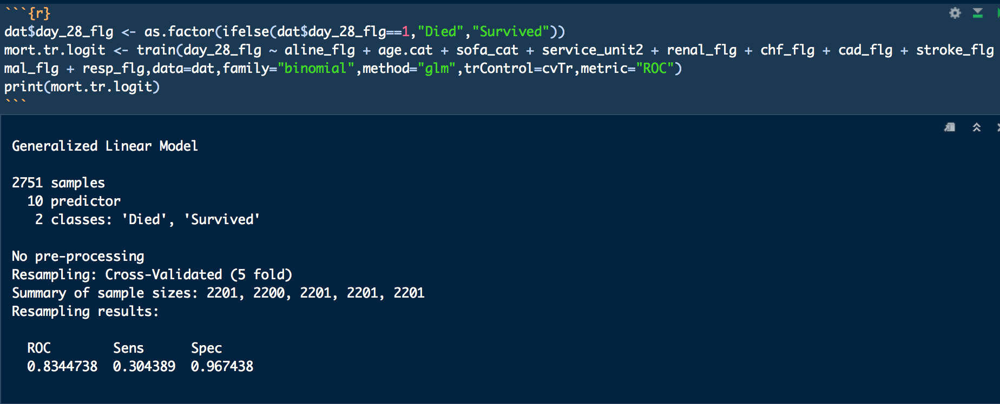 ```{r}
dat$day_28_flg <- as.factor(ifelse(dat$day_28_flg==1,"Died","Survived"))
mort.tr.logit <- train(day_28_flg ~ aline_flg + age.cat + sofa_cat + service_unit2 + renal_flg + chf_flg + cad_flg + stroke_flg
mal_flg + resp_flg,data=dat,family="binomial",method="glm",trControl=cvTr,metric="ROC")
print(mort.tr.logit)
```
Generalized Linear Model
2751 samples
10 predictor
2 classes: 'Died', 'Survived'
No pre-processing
Resampling: Cross-Validated (5 fold)
Summary of sample sizes: 2201, 2200, 2201, 2201, 2201
Resampling results:
ROC Sens Spec
0.8344738 0.304389 0.967438